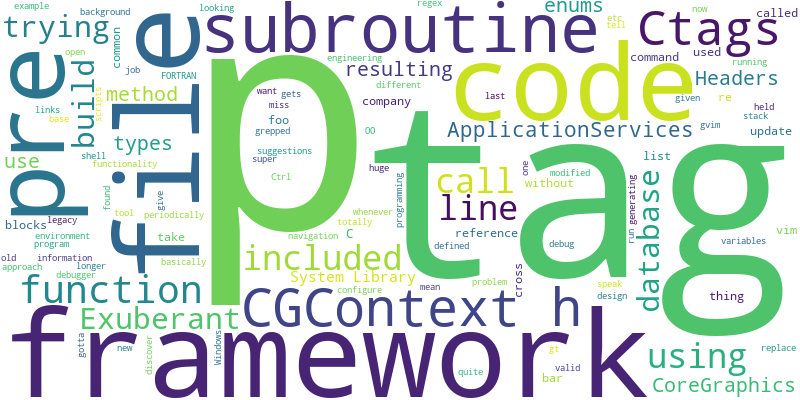 example
background
looking
regex
enums
now
etc
tell
trying
common
subroutine
Ctags
called
open
job
FORTRAN
resulting
different
engineering
command
used
running
pre
file
build
links
base
scripts
method
gets
want
miss
company
code
Headers
last
given
re
use
types
foo
grepped
suggestions
super
OO
ApplicationServices
held
stack
gvim
update
shell
functionality
p
tag
Ctrl
programming
call
without
one
modified
list
huge
found
tool
give
periodically
whenever
totally
line
generating
run
database
blocks
legacy
environment
program
take
basically
C
navigation
defined
reference
debug
variables
vim
old
information
approach
longer
debugger
included
System Library
configure
mean
cross
problem
speak
design
thing
function
CGContext h
Exuberant
framework
gotta
new
discover
Windows
quite
gt
bar
valid
using
replace
CoreGraphics